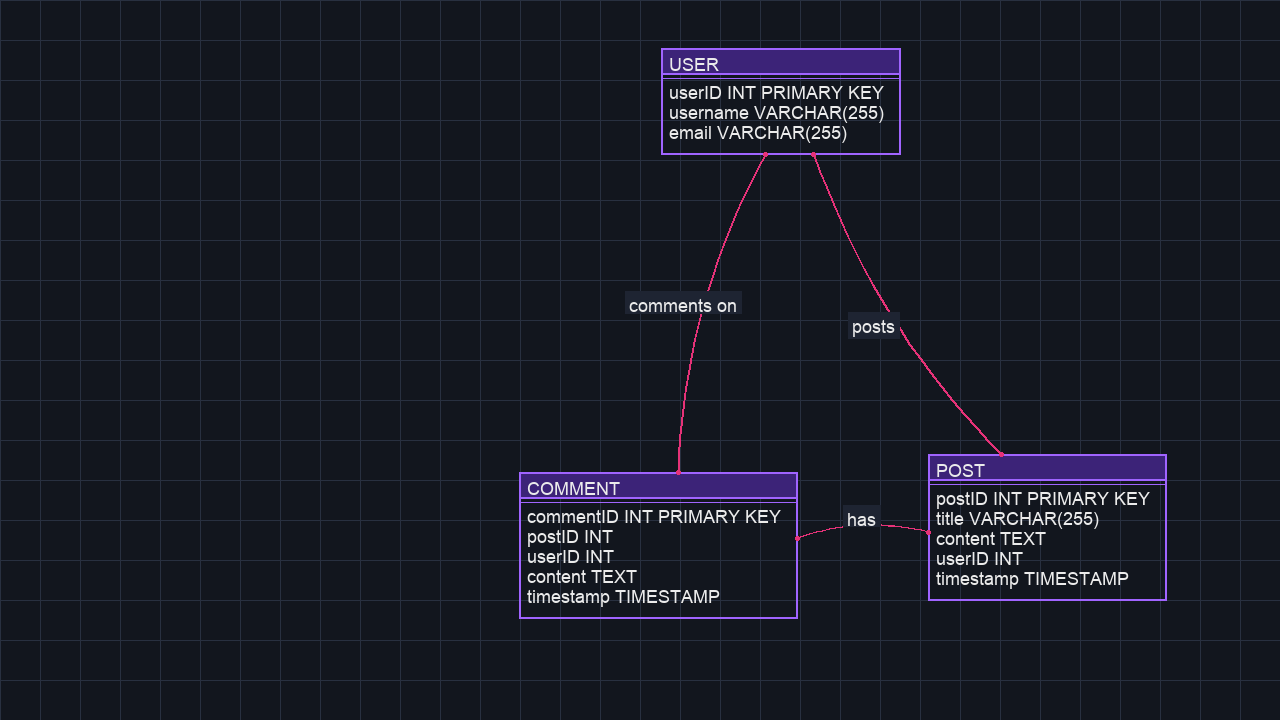 USER
userID INT PRIMARY KEY
username VARCHAR(255)
email VARCHAR(255)
comments on
posts
COMMENT
commentID INT PRIMARY KEY
postID INT
userID INT
content TEXT
timestamp TIMESTAMP
has
POST
postID INT PRIMARY KEY
title VARCHAR(255)
content TEXT
userID INT
timestamp TIMESTAMP